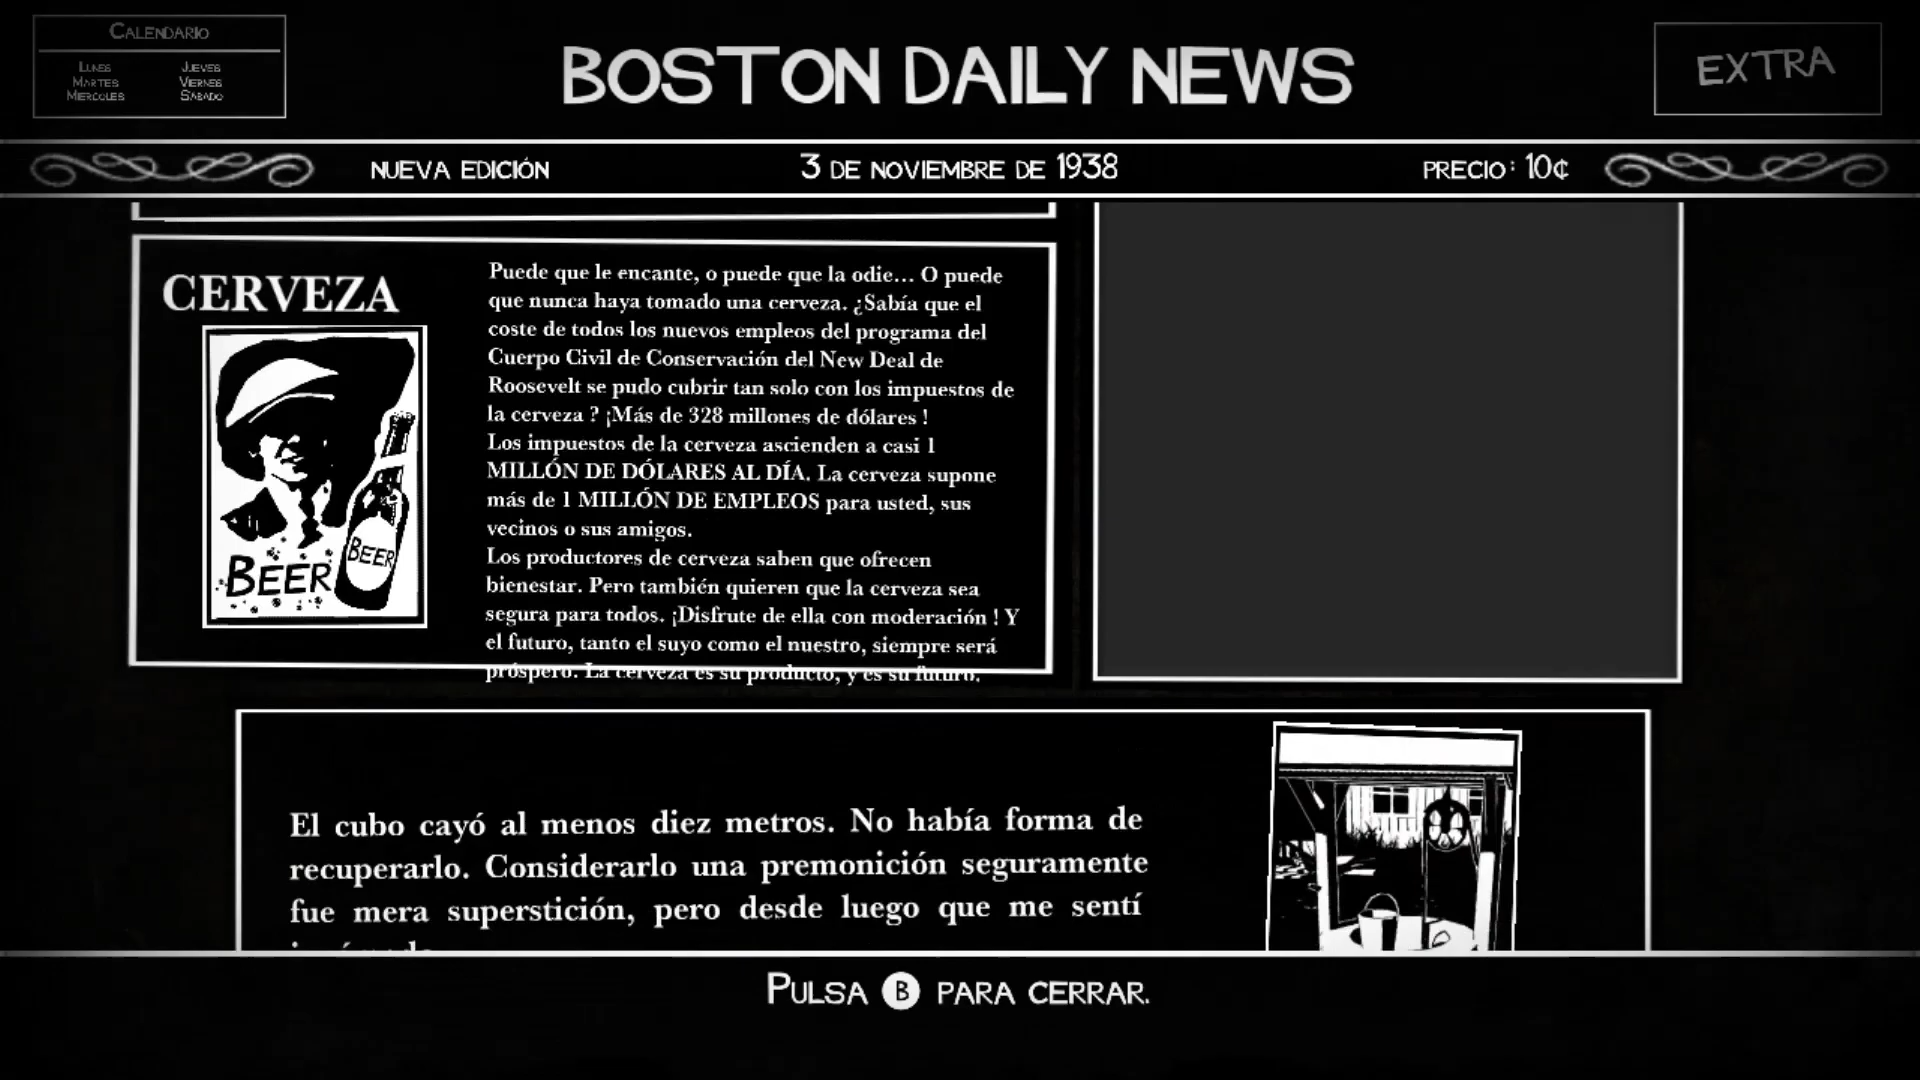 CALENDARIO
LUNES JUEVES
MARTES VIERNES
MIERCOLES SABADO
BOSTON DAILY NEWS
EXTRA
NUEVA EDICIÓN
3 DE NOVIEMBRE DE 1938
PRECIO: 10¢
CERVEZA
BEER
BEER
Puede que le encante, o puede que la odie... O puede
que nunca haya tomado una cerveza. ¿Sabía que el
coste de todos los nuevos empleos del programa del
Cuerpo Civil de Conservación del New Deal de
Roosevelt se pudo cubrir tan solo con los impuestos de
la cerveza ? ¡Más de 328 millones de dólares !
Los impuestos de la cerveza ascienden a casi 1
MILLÓN DE DÓLARES AL DÍA. La cerveza supone
más de 1 MILLÓN DE EMPLEOS para usted, sus
vecinos o sus amigos.
Los productores de cerveza saben que ofrecen
bienestar. Pero también quieren que la cerveza sea
segura para todos. ¡Disfrute de ella con moderación ! Y
el futuro, tanto el suyo como el nuestro, siempre será
próspero. La cerveza es su producto, y es su futuro.
El cubo cayó al menos diez metros. No había forma de
recuperarlo. Considerarlo una premonición seguramente
fue mera superstición, pero desde luego que me sentí
PULSA B PARA CERRAR.